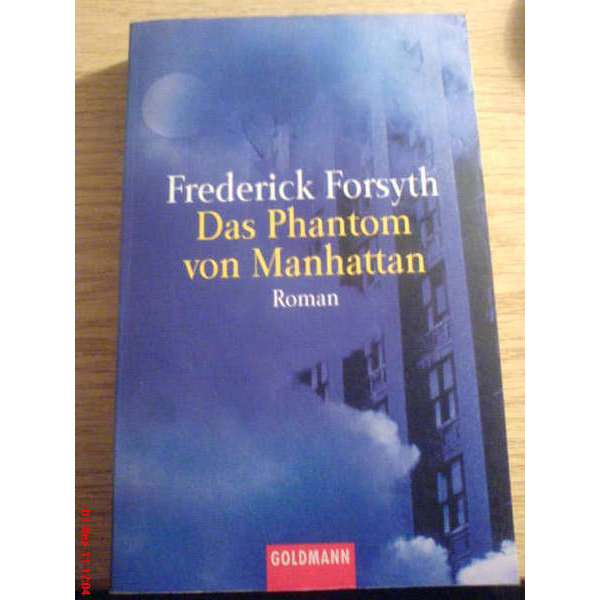 Frederick Forsyth
Das Phantom
von Manhattan
Roman
GOLDMANN